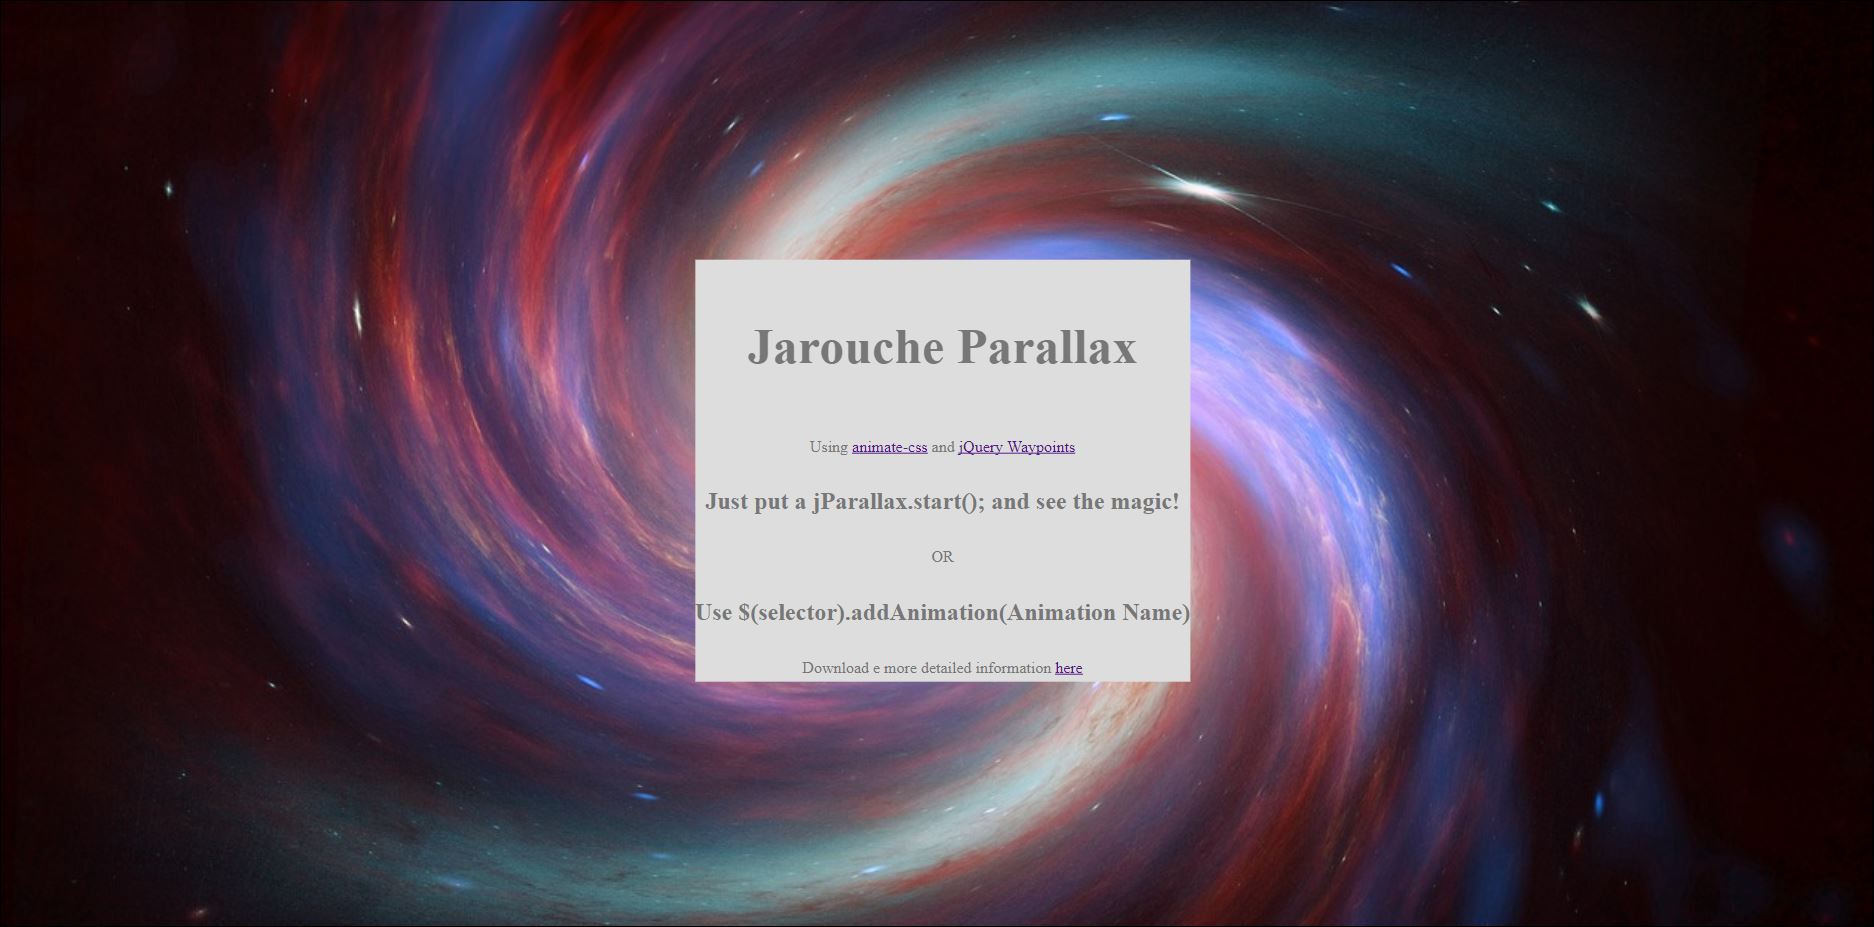 Jarouche Parallax
Using animate-css and jQuery Waypoints
Just put a jParallax.start(); and see the magic!
OR
Use $(selector).addAnimation(Animation Name)
Download e more detailed information here